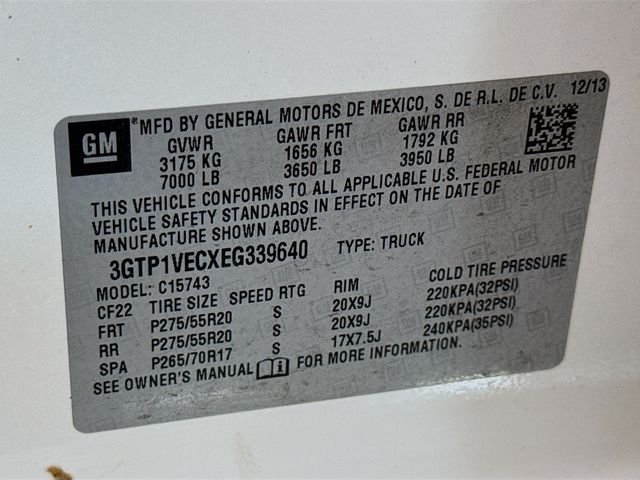 GM
MFD BY GENERAL MOTORS DE MEXICO, S. DE R.L. DE C.V. 12/13
GVWR GAWR FRT GAWR RR
3175 KG 1656 KG 1792 KG
7000 LB 3650 LB 3950 LB
THIS VEHICLE CONFORMS TO ALL APPLICABLE U.S. FEDERAL MOTOR
VEHICLE SAFETY STANDARDS IN EFFECT ON THE DATE OF
MANUFACTURE SHOWN ABOVE.
3GTP1VECXEG339640 TYPE: TRUCK
MODEL: C15743
CF22 TIRE SIZE SPEED RTG RIM COLD TIRE PRESSURE
FRT P275/55R20 S 20X9J 220KPA(32PSI)
RR P275/55R20 S 20X9J 220KPA(32PSI)
SPA P265/70R17 S 17X7.5J 240KPA(35PSI)
SEE OWNER'S MANUAL FOR MORE INFORMATION.